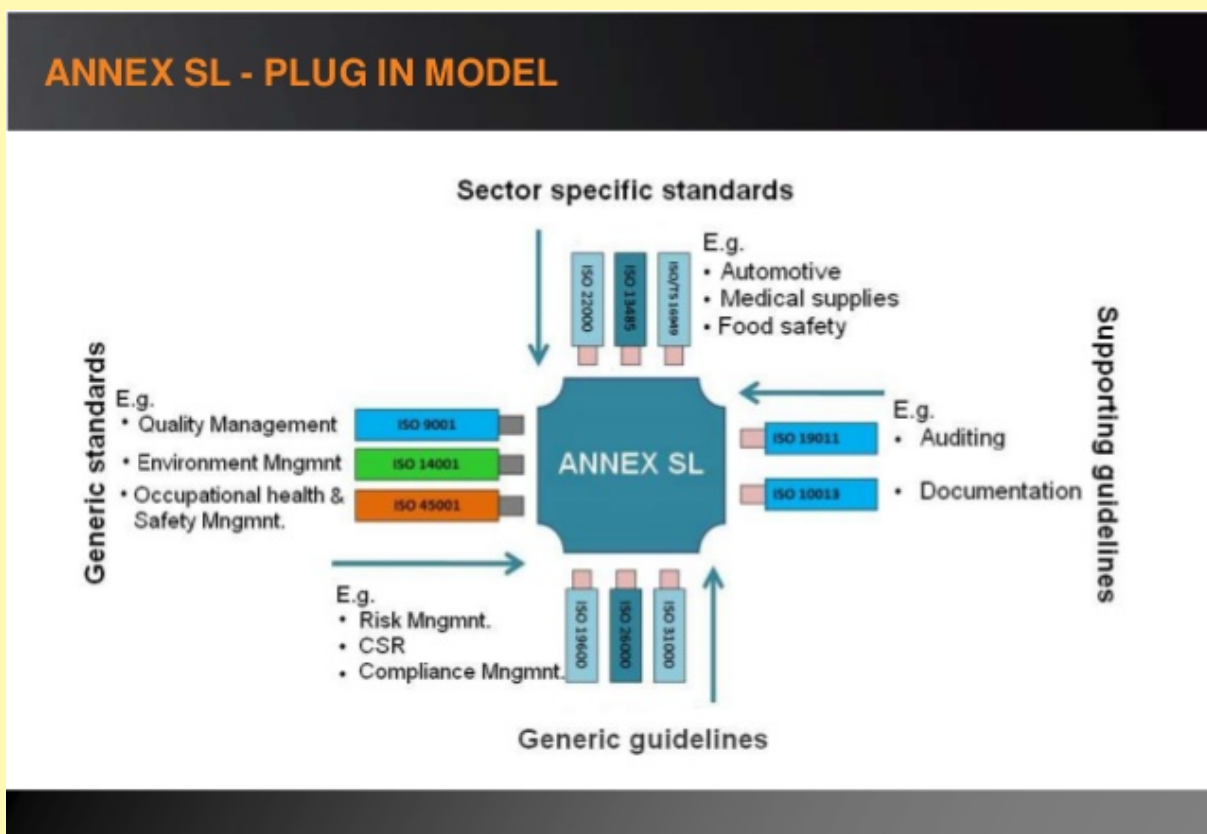 ANNEX SL - PLUG IN MODEL
Sector specific standards
E.g.
• Automotive
• Medical supplies
• Food safety
ISO 22000
ISO 13485
ISO/TS 16949
Generic standards
E.g.
• Quality Management
• Environment Mngmnt
• Occupational health &
Safety Mngmnt.
ISO 9001
ISO 14001
ISO 45001
ANNEX SL
ISO 19011
ISO 10013
E.g.
• Auditing
• Documentation
Supporting guidelines
E.g.
• Risk Mngmnt.
• CSR
• Compliance Mngmnt.
ISO 19600
ISO 26000
ISO 31000
Generic guidelines